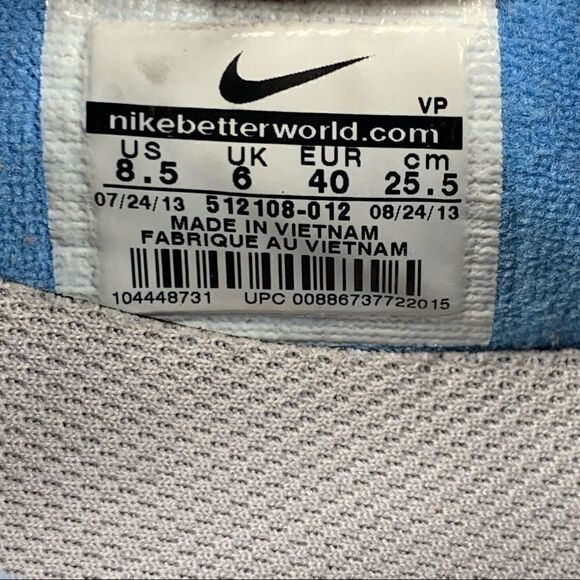 VP
nikebetterworld.com
US UK EUR cm
8.5 6 40 25.5
07/24/13 512108-012 08/24/13
MADE IN VIETNAM
FABRIQUE AU VIETNAM
104448731 UPC 00886737722015